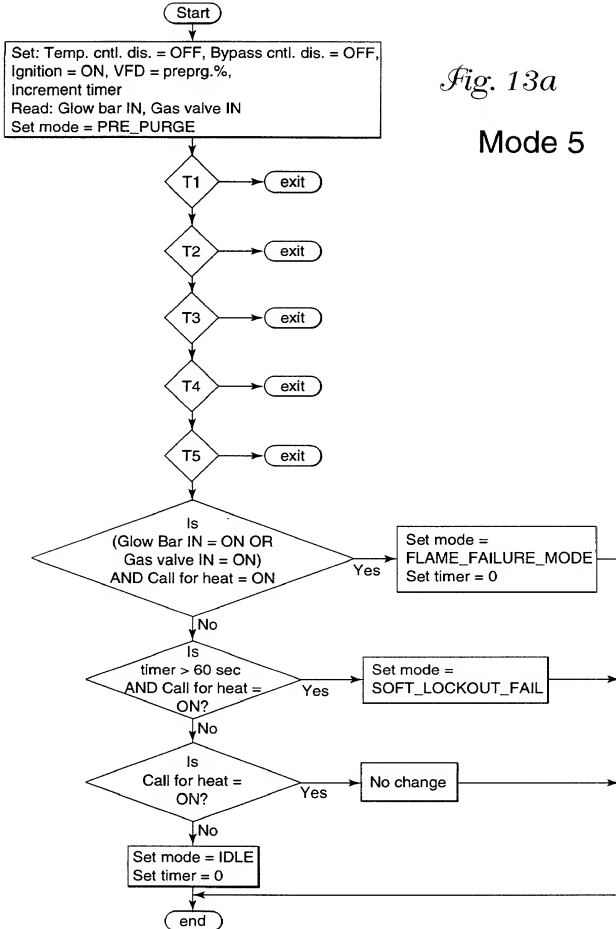 Start
Set: Temp. cntl. dis. = OFF, Bypass cntl. dis. = OFF,
Ignition = ON, VFD = preprg.%,
Increment timer
Read: Glow bar IN, Gas valve IN
Set mode = PRE_PURGE
Fig. 13a
Mode 5
T1
exit
T2
exit
T3
exit
T4
exit
T5
exit
Is
(Glow Bar IN = ON OR
Gas valve IN = ON)
AND Call for heat = ON
Yes
Set mode =
FLAME_FAILURE_MODE
Set timer = 0
No
Is
timer > 60 sec
AND Call for heat =
ON?
Yes
Set mode =
SOFT_LOCKOUT_FAIL
No
Is
Call for heat =
ON?
Yes
No change
No
Set mode = IDLE
Set timer = 0
end